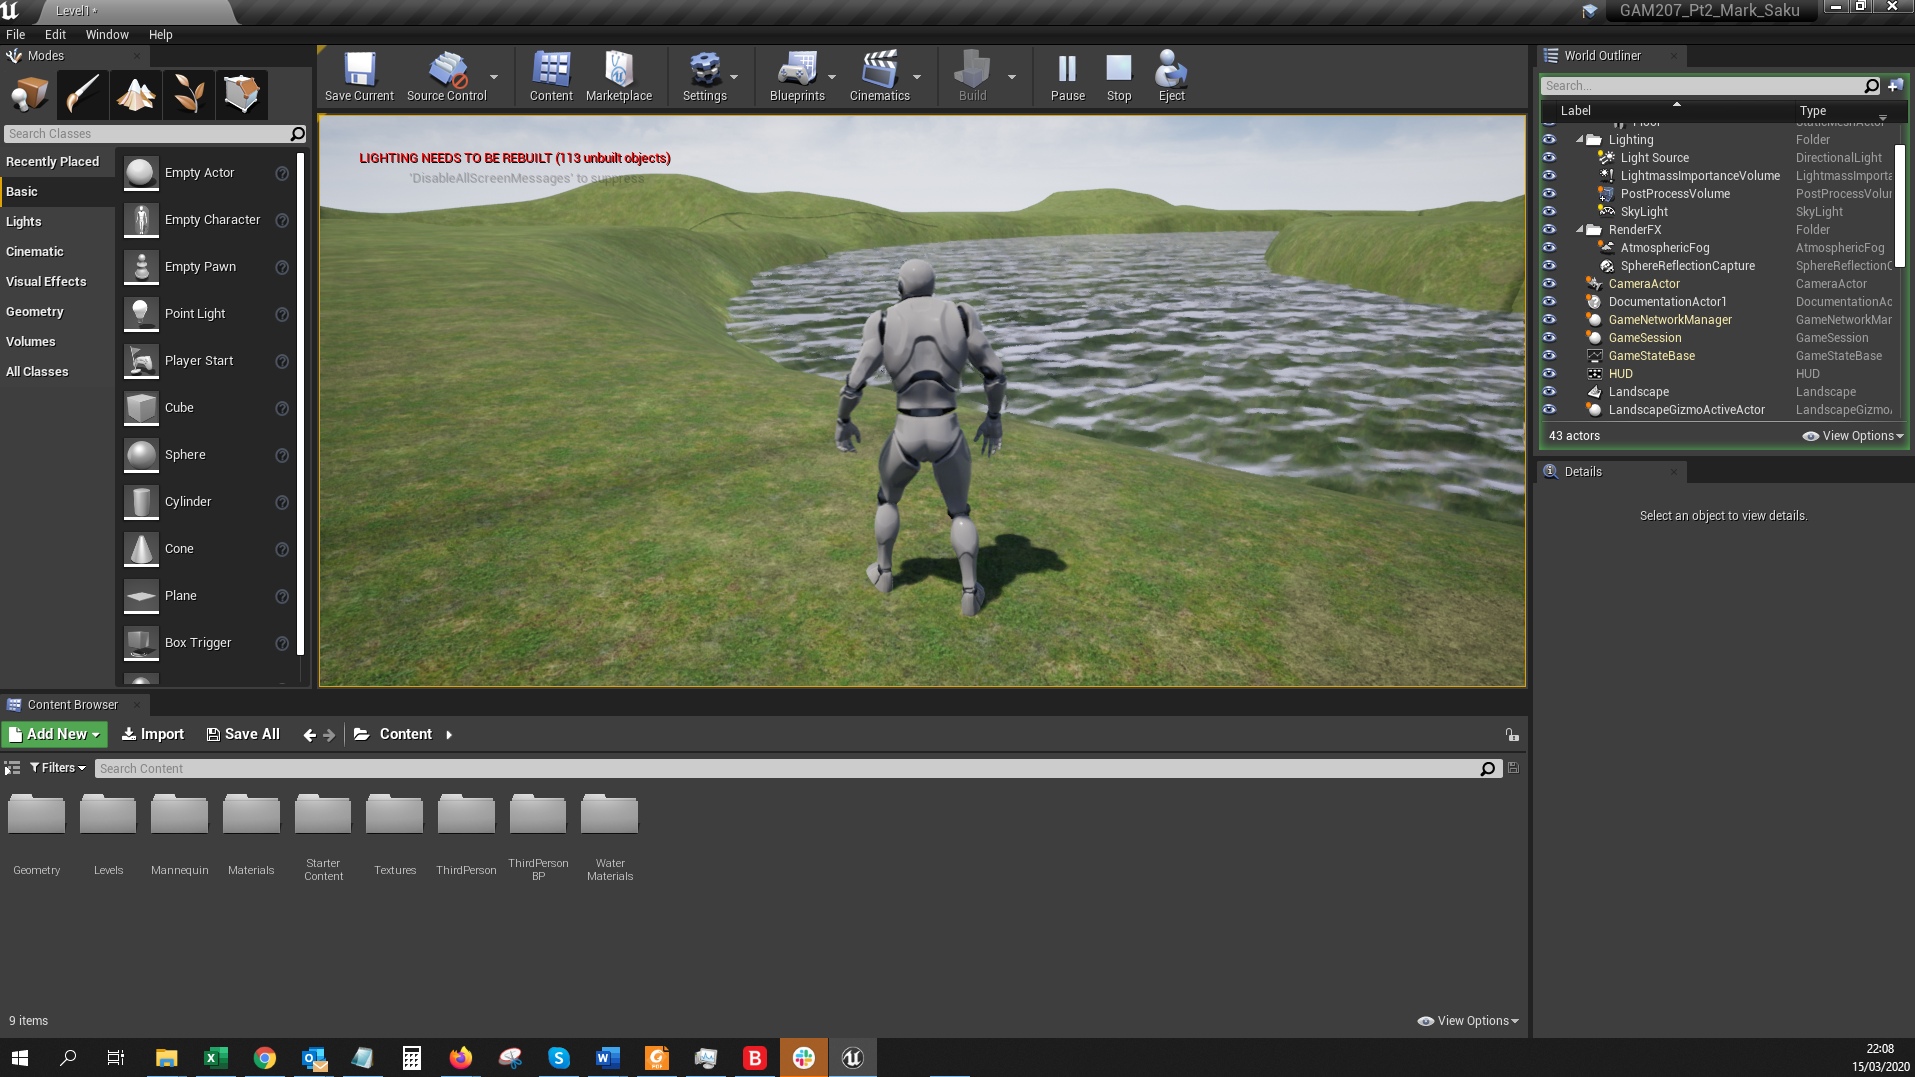 Level1*
GAM207_Pt2_Mark_Saku
File Edit Window Help
Modes
Search Classes
Recently Placed
Basic
Lights
Cinematic
Visual Effects
Geometry
Volumes
All Classes
Empty Actor
Empty Character
Empty Pawn
Point Light
Player Start
Cube
Sphere
Cylinder
Cone
Plane
Box Trigger
Save Current
Source Control
Content
Marketplace
Settings
Blueprints
Cinematics
Build
Pause
Stop
Eject
LIGHTING NEEDS TO BE REBUILT (113 unbuilt objects)
'DisableAllScreenMessages' to suppress
World Outliner
Search...
Label Type
Floor StaticMeshActor
Lighting Folder
Light Source DirectionalLight
LightmassImportanceVolume LightmassImporta
PostProcessVolume PostProcessVolu
SkyLight SkyLight
RenderFX Folder
AtmosphericFog AtmosphericFog
SphereReflectionCapture SphereReflectionC
CameraActor CameraActor
DocumentationActor1 DocumentationAc
GameNetworkManager GameNetworkMar
GameSession GameSession
GameStateBase GameStateBase
HUD HUD
Landscape Landscape
LandscapeGizmoActiveActor LandscapeGizmo
43 actors View Options
Details
Select an object to view details.
Content Browser
Add New Import Save All Content
Filters Search Content
Geometry
Levels
Mannequin
Materials
Starter
Content
Textures
ThirdPerson
ThirdPerson
BP
Water
Materials
9 items View Options
22:08
15/03/2020